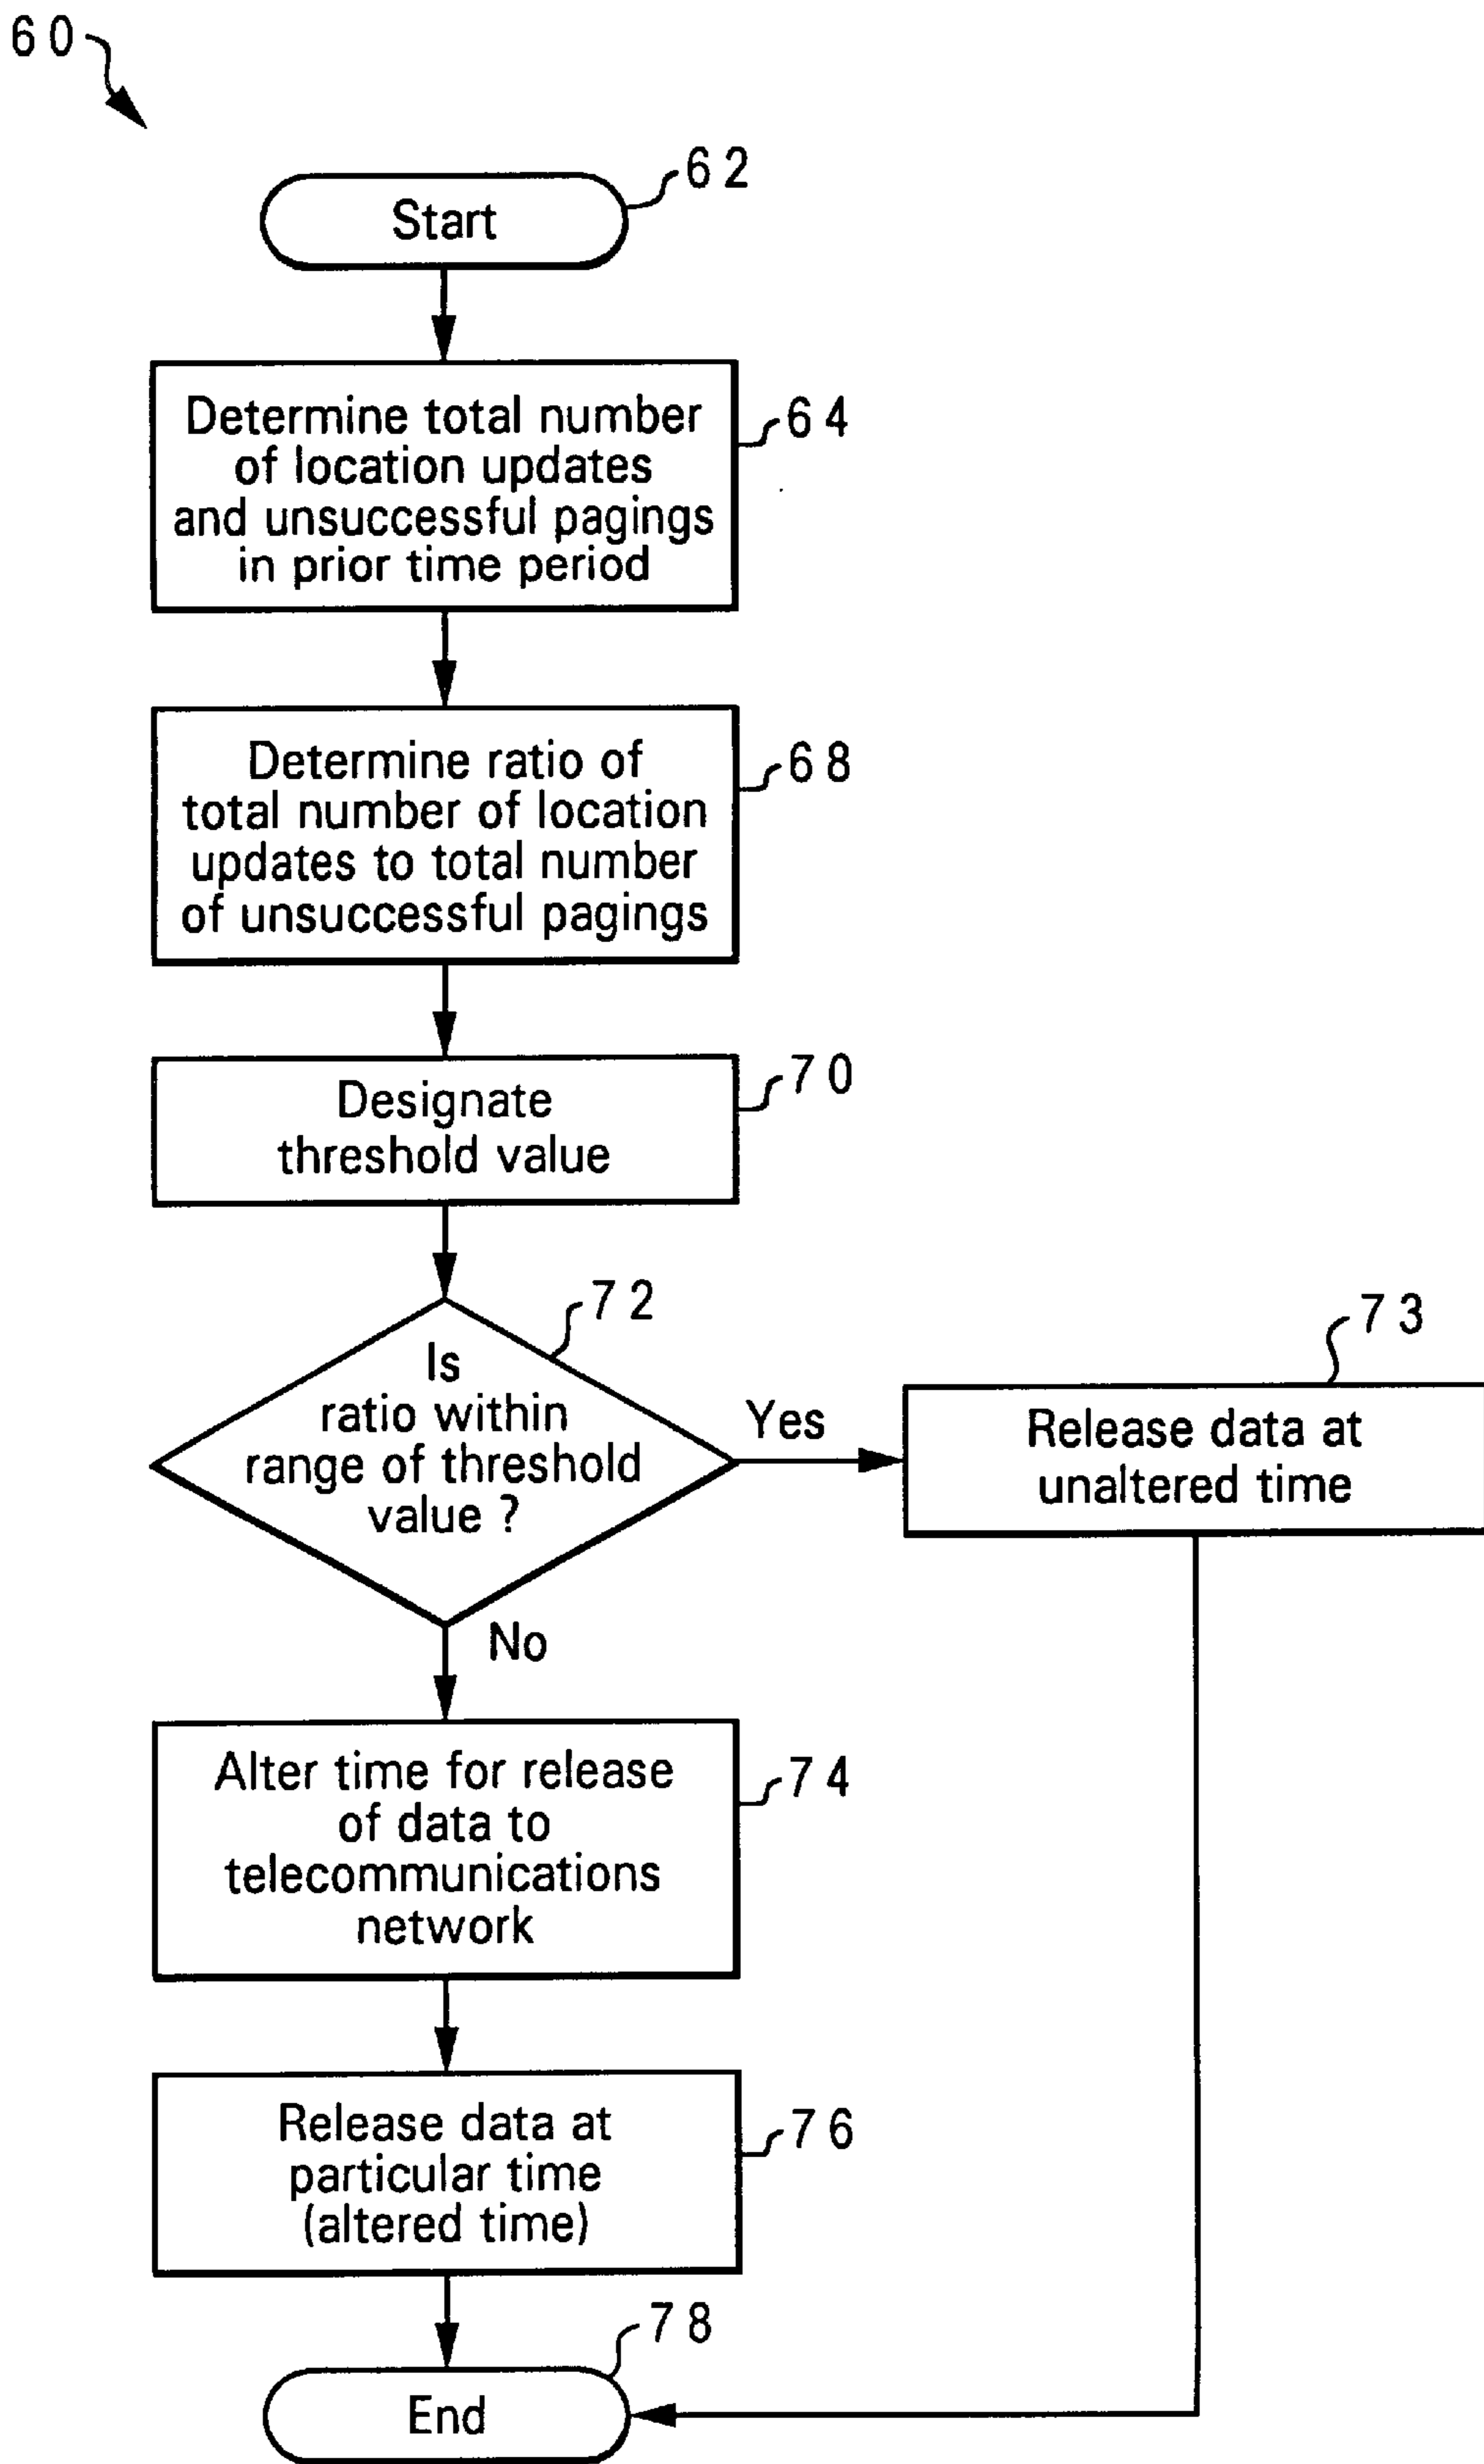 60
62
Start
Determine total number
of location updates
and unsuccessful pagings
in prior time period
64
Determine ratio of
total number of location
updates to total number
of unsuccessful pagings
68
Designate
threshold value
70
72
Is
ratio within
range of threshold
value ?
Yes
73
Release data at
unaltered time
No
Alter time for release
of data to
telecommunications
network
74
Release data at
particular time
(altered time)
76
78
End